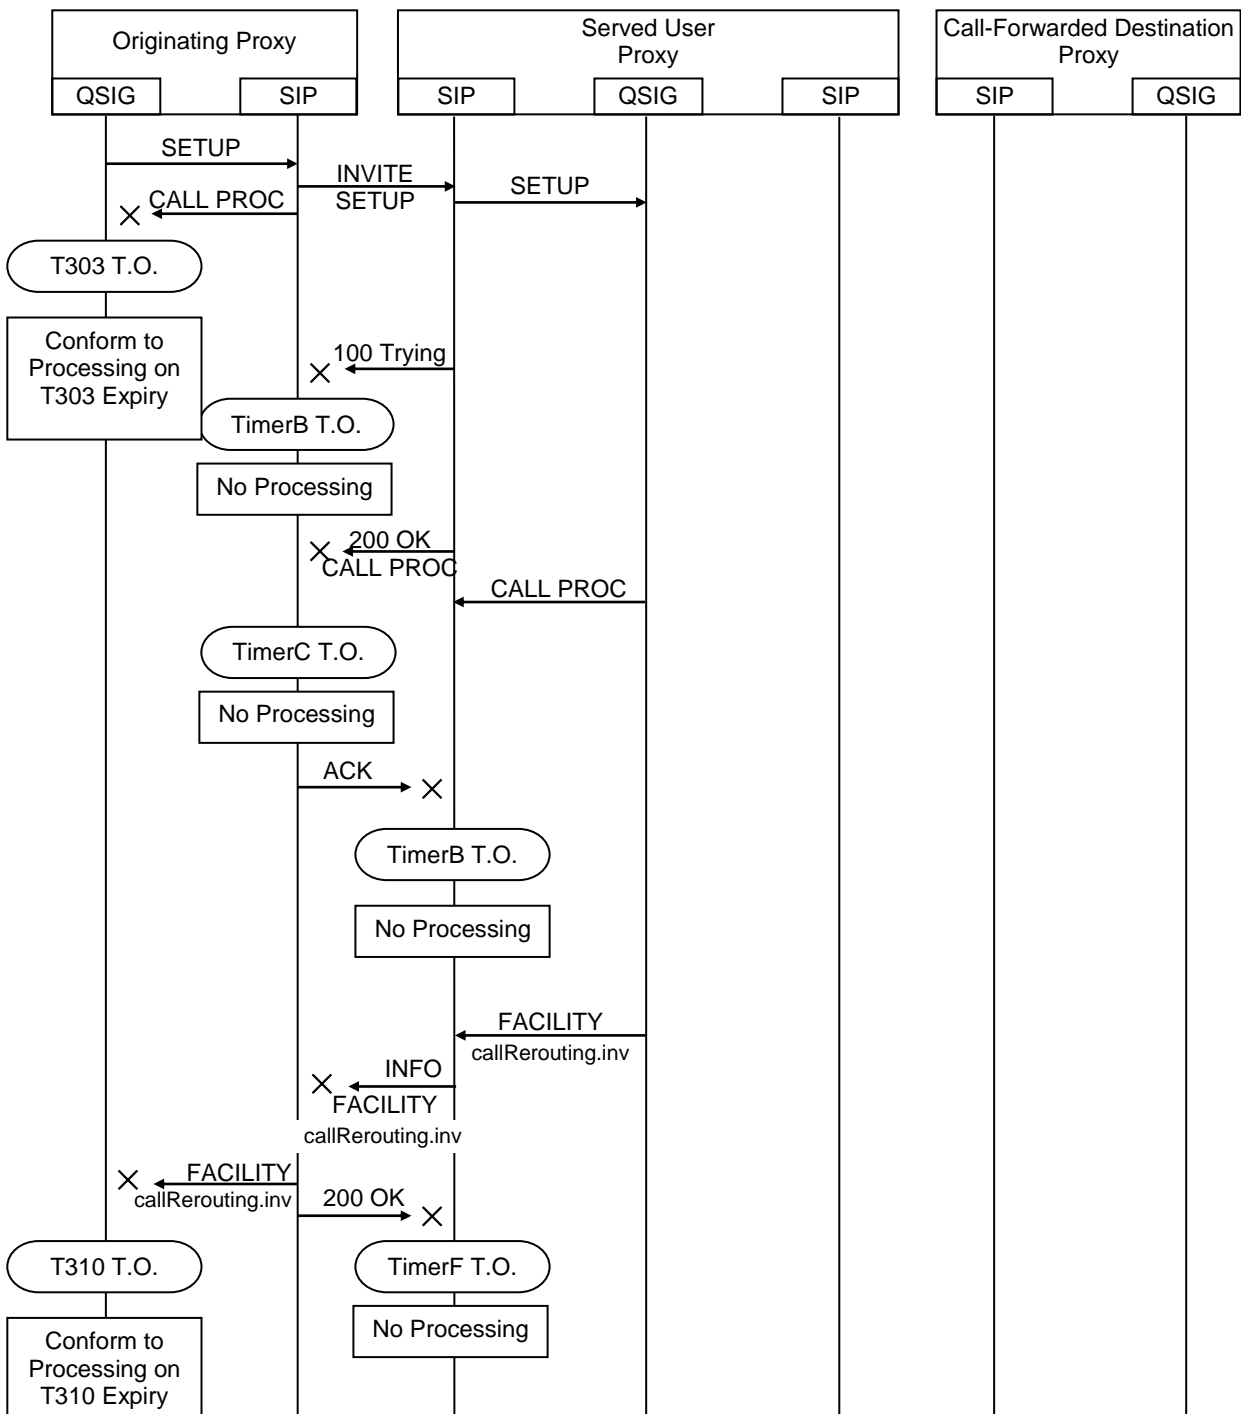 Originating Proxy
Served User
Proxy
Call-Forwarded Destination
Proxy
QSIG
SIP
SIP
QSIG
SIP
SIP
QSIG
SETUP
INVITE
SETUP
SETUP
CALL PROC
T303 T.O.
Conform to
Processing on
T303 Expiry
100 Trying
TimerB T.O.
No Processing
200 OK
CALL PROC
CALL PROC
TimerC T.O.
No Processing
ACK
TimerB T.O.
No Processing
FACILITY
callRerouting.inv
INFO
FACILITY
callRerouting.inv
FACILITY
callRerouting.inv
200 OK
T310 T.O.
TimerF T.O.
No Processing
Conform to
Processing on
T310 Expiry